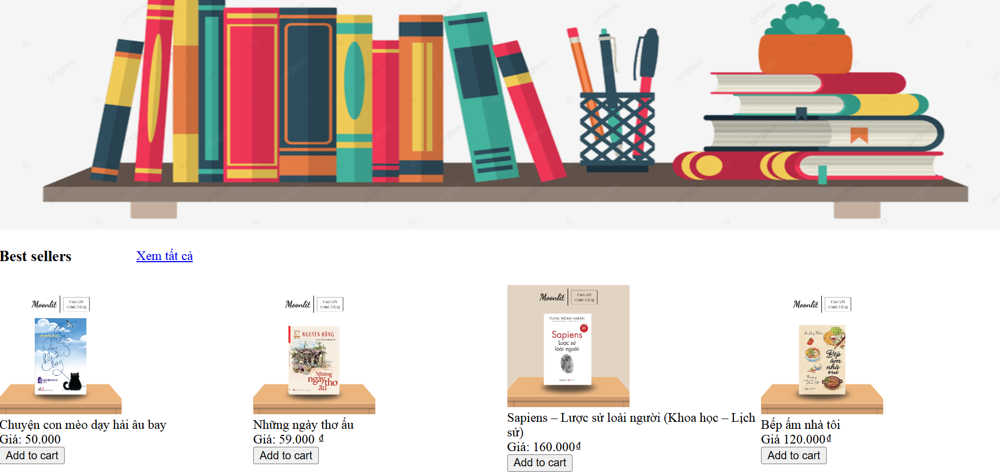 Best sellers
Xem tất cả
Moonlit
Cam kết
chính hãng
GENBOOKS
Chuyện con mèo dạy hải âu bay
Giá: 50.000
Add to cart
Moonlit
Cam kết
chính hãng
NGUYÊN HỒNG
Những
ngày thơ
ấu
Những ngày thơ ấu
Giá: 59.000 ₫
Add to cart
Moonlit
Cam kết
chính hãng
YUVAL NOAH HARARI
Sapiens
Lược sử
loài người
Sapiens – Lược sử loài người (Khoa học – Lịch
sử)
Giá: 160.000₫
Add to cart
Moonlit
Cam kết
chính hãng
Bếp
ấm
nhà
vui
Bếp ấm nhà tôi
Giá 120.000₫
Add to cart